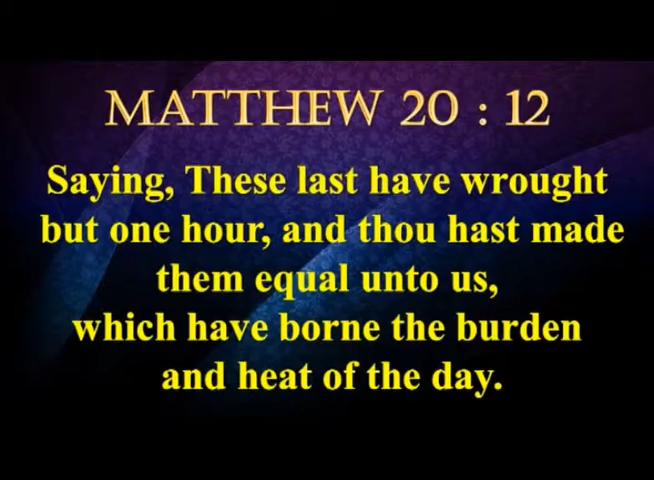 MATTHEW 20 : 12
Saying, These last have wrought
but one hour, and thou hast made
them equal unto us,
which have borne the burden
and heat of the day.